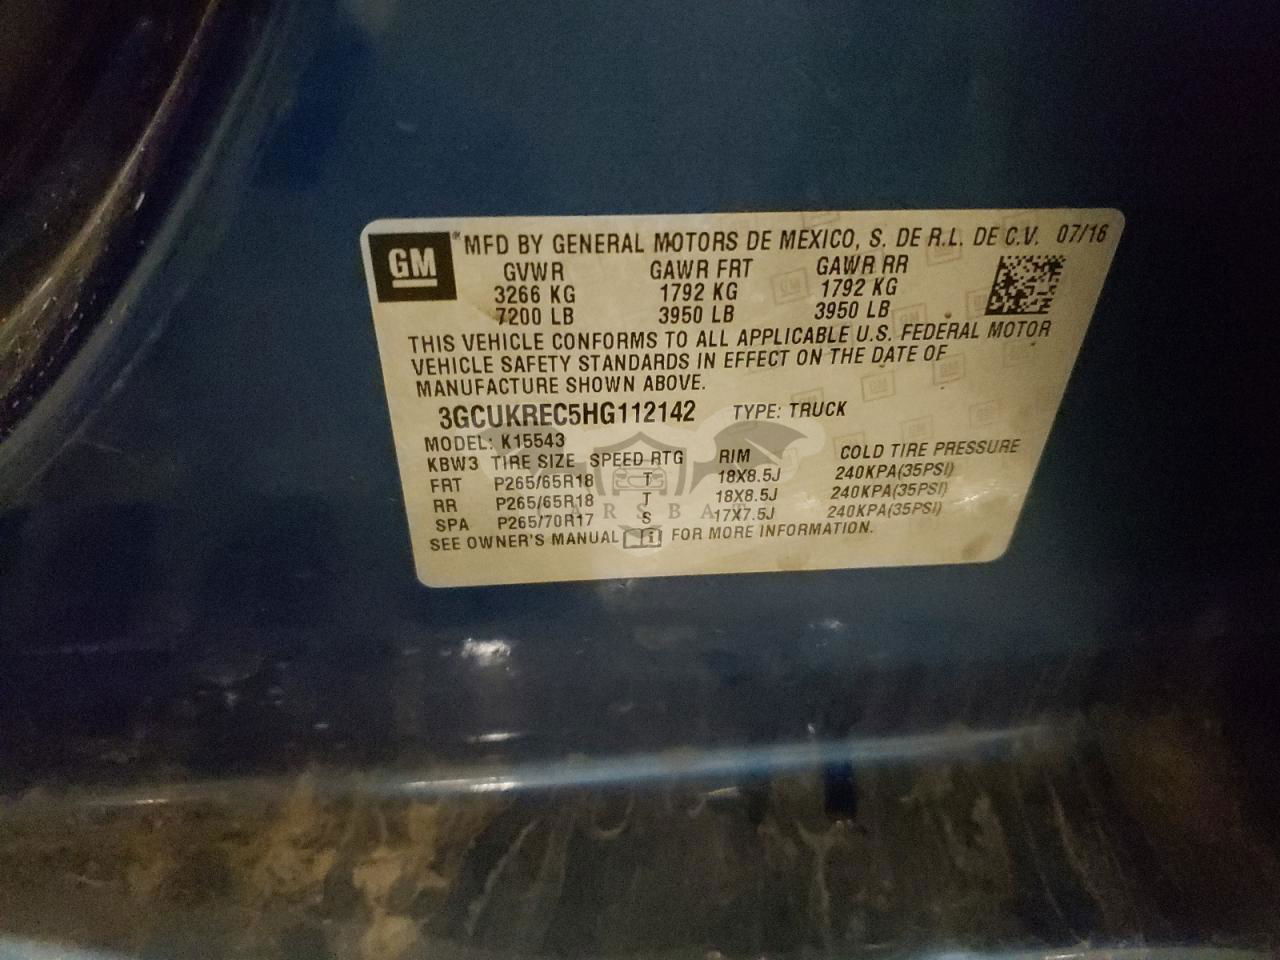 GM MFD BY GENERAL MOTORS DE MEXICO, S. DE R.L. DE C.V. 07/16
GVWR GAWR FRT GAWR RR
3266 KG 1792 KG 1792 KG
7200 LB 3950 LB 3950 LB
THIS VEHICLE CONFORMS TO ALL APPLICABLE U.S. FEDERAL MOTOR
VEHICLE SAFETY STANDARDS IN EFFECT ON THE DATE OF
MANUFACTURE SHOWN ABOVE.
3GCUKREC5HG112142 TYPE: TRUCK
MODEL: K15543
KBW3 TIRE SIZE SPEED RTG RIM COLD TIRE PRESSURE
FRT P265/65R18 T 18X8.5J 240KPA(35PSI)
RR P265/65R18 T 18X8.5J 240KPA(35PSI)
SPA P265/70R17 S 17X7.5J 240KPA(35PSI)
SEE OWNER'S MANUAL FOR MORE INFORMATION.